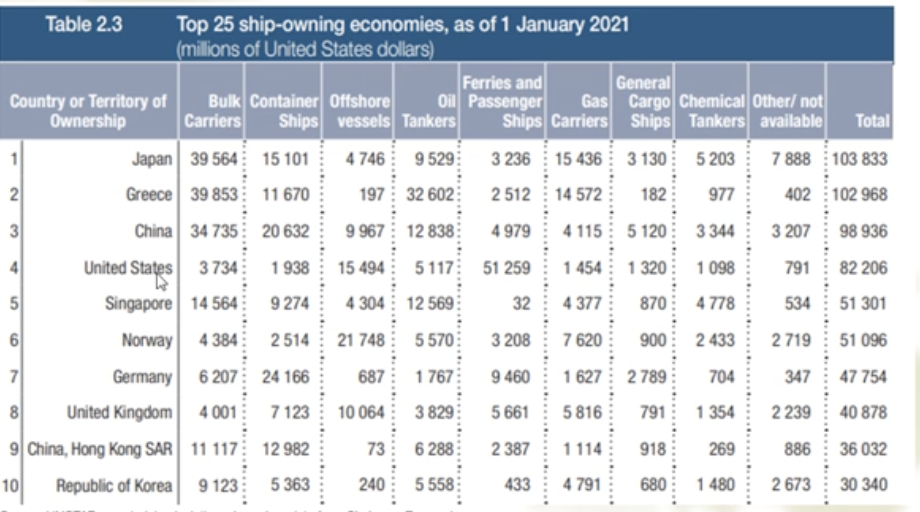 Table 2.3 Top 25 ship-owning economies, as of 1 January 2021
(millions of United States dollars)
Country or Territory of Ownership Bulk Carriers Container Ships Offshore vessels Oil Tankers Ferries and Passenger Ships Gas Carriers General Cargo Ships Chemical Tankers Other/ not available Total
1 Japan 39 564 15 101 4 746 9 529 3 236 15 436 3 130 5 203 7 888 103 833
2 Greece 39 853 11 670 197 32 602 2 512 14 572 182 977 402 102 968
3 China 34 735 20 632 9 967 12 838 4 979 4 115 5 120 3 344 3 207 98 936
4 United States 3 734 1 938 15 494 5 117 51 259 1 454 1 320 1 098 791 82 206
5 Singapore 14 564 9 274 4 304 12 569 32 4 377 870 4 778 534 51 301
6 Norway 4 384 2 514 21 748 5 570 3 208 7 620 900 2 433 2 719 51 096
7 Germany 6 207 24 166 687 1 767 9 460 1 627 2 789 704 347 47 754
8 United Kingdom 4 001 7 123 10 064 3 829 5 661 5 816 791 1 354 2 239 40 878
9 China, Hong Kong SAR 11 117 12 982 73 6 288 2 387 1 114 918 269 886 36 032
10 Republic of Korea 9 123 5 363 240 5 558 433 4 791 680 1 480 2 673 30 340